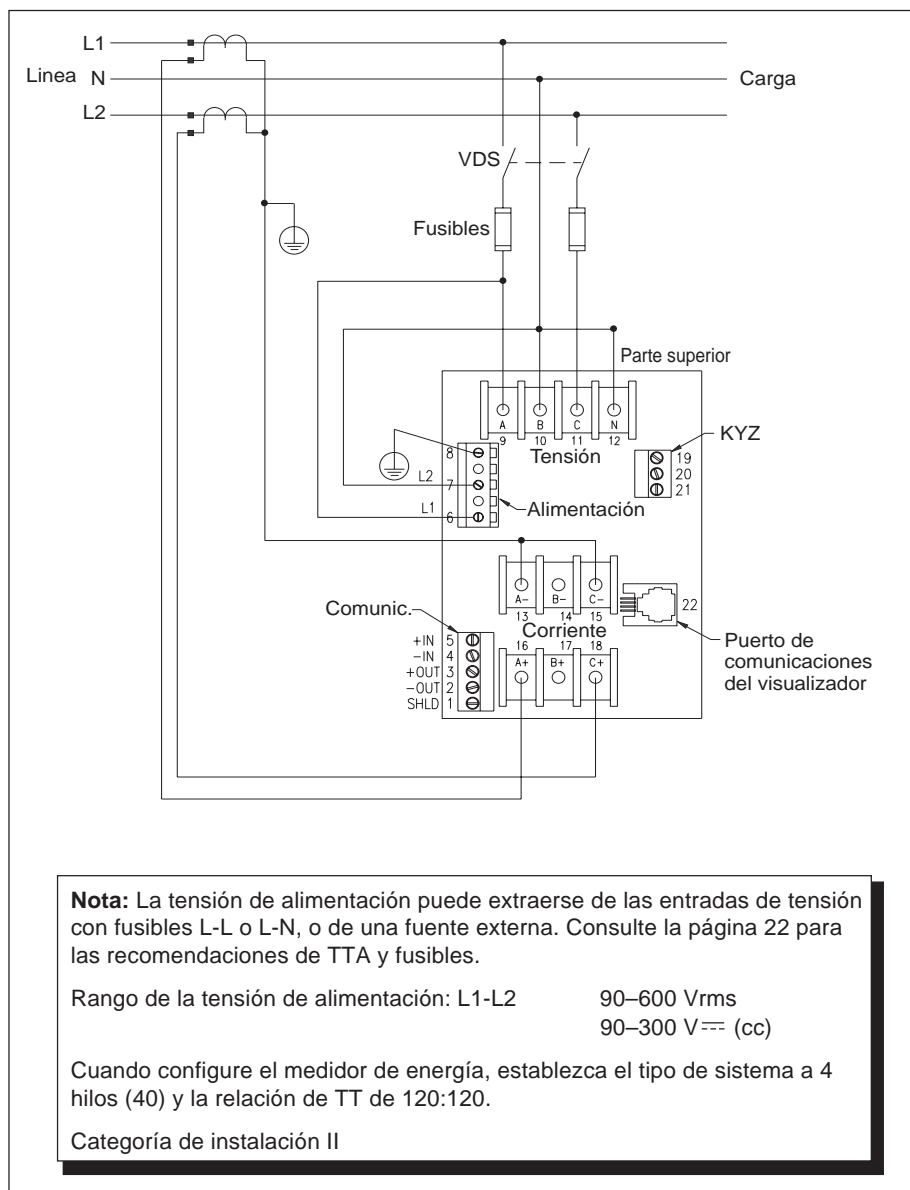 L1
Linea N
Carga
L2
VDS
Fusibles
Parte superior
A B C N
9 10 11 12
Tensión
KYZ
19
20
21
8
L2
7
L1
6
Alimentación
A- B- C-
13 14 15
Corriente
16 17 18
A+ B+ C+
22
Puerto de
comunicaciones
del visualizador
Comunic.
+IN 5
-IN 4
+OUT 3
-OUT 2
SHLD 1
Nota: La tensión de alimentación puede extraerse de las entradas de tensión
con fusibles L-L o L-N, o de una fuente externa. Consulte la página 22 para
las recomendaciones de TTA y fusibles.
Rango de la tensión de alimentación: L1-L2 90–600 Vrms
90–300 V⎓ (cc)
Cuando configure el medidor de energía, establezca el tipo de sistema a 4
hilos (40) y la relación de TT de 120:120.
Categoría de instalación II